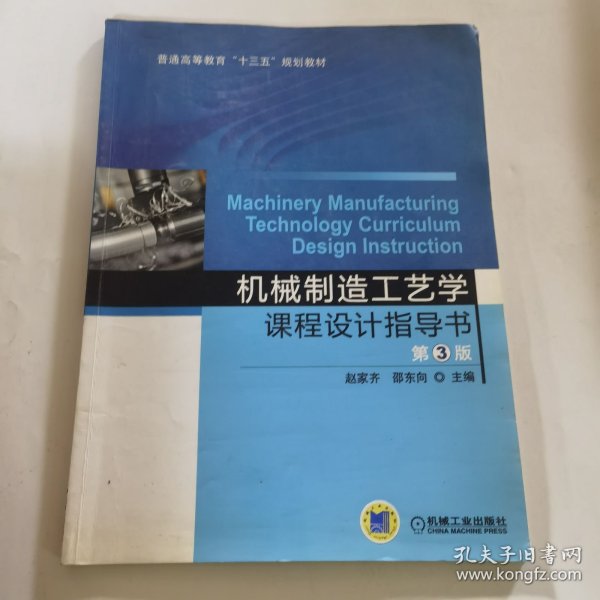 普通高等教育“十三五”规划教材
Machinery Manufacturing
Technology Curriculum
Design Instruction
机械制造工艺学
课程设计指导书
第3版
赵家齐 邵东向 ◎ 主编
机械工业出版社
CHINA MACHINE PRESS
孔夫子旧书网
www.kongfz.com